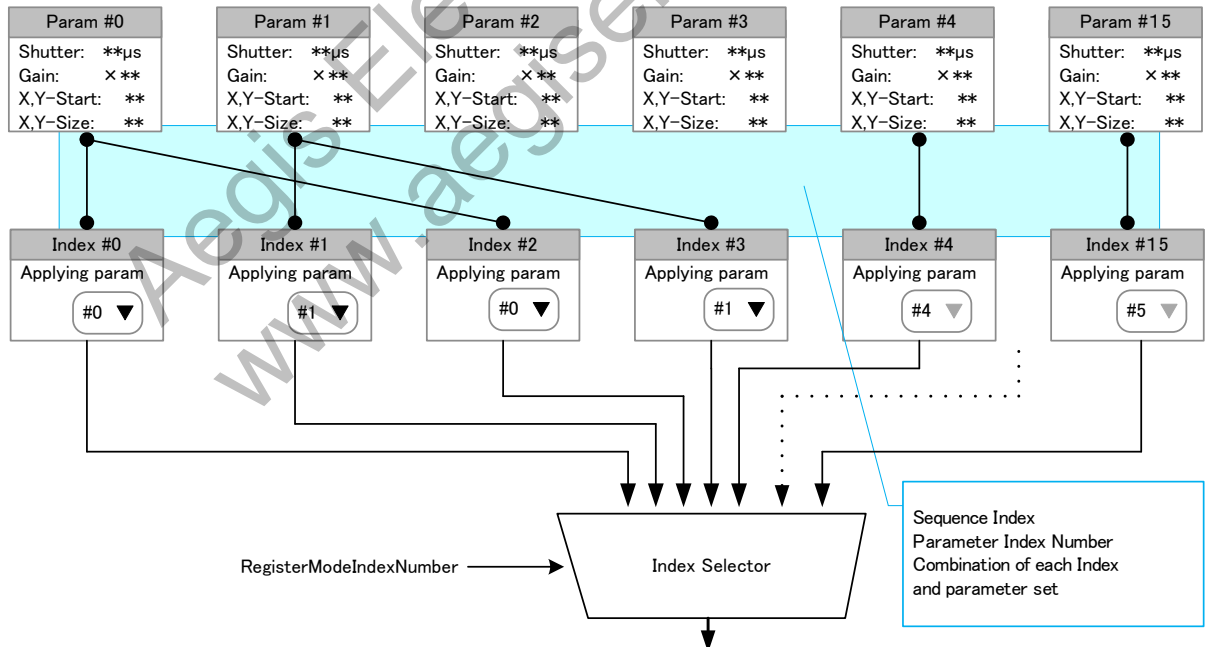 Param #0
Shutter: **μs
Gain: ×**
X,Y-Start: **
X,Y-Size: **
Param #1
Shutter: **μs
Gain: ×**
X,Y-Start: **
X,Y-Size: **
Param #2
Shutter: **μs
Gain: ×**
X,Y-Start: **
X,Y-Size: **
Param #3
Shutter: **μs
Gain: ×**
X,Y-Start: **
X,Y-Size: **
Param #4
Shutter: **μs
Gain: ×**
X,Y-Start: **
X,Y-Size: **
Param #15
Shutter: **μs
Gain: ×**
X,Y-Start: **
X,Y-Size: **
Index #0
Applying param
#0 ▼
Index #1
Applying param
#1 ▼
Index #2
Applying param
#0 ▼
Index #3
Applying param
#1 ▼
Index #4
Applying param
#4 ▼
Index #15
Applying param
#5 ▼
RegisterModeIndexNumber
Index Selector
Sequence Index
Parameter Index Number
Combination of each Index
and parameter set
Aegis
www.aegise